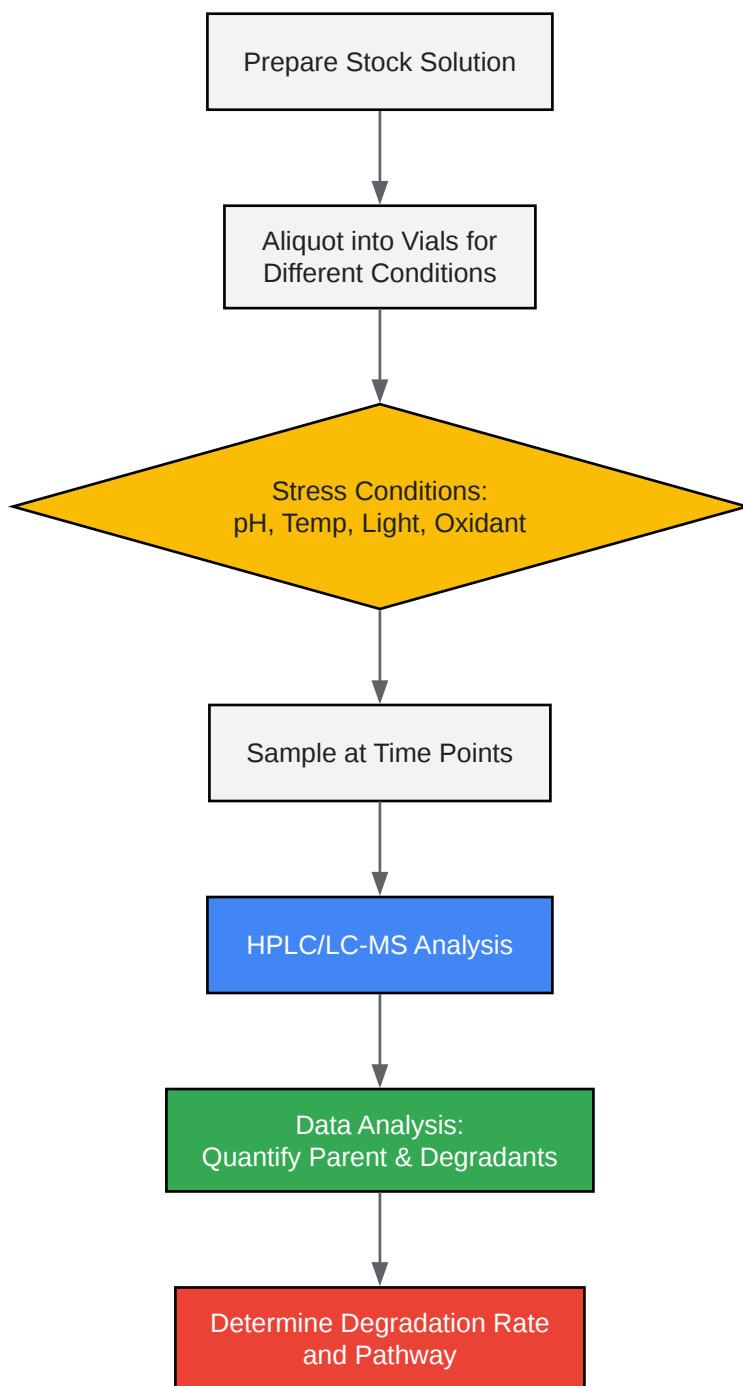 Prepare Stock Solution
Aliquot into Vials for
Different Conditions
Stress Conditions:
pH, Temp, Light, Oxidant
Sample at Time Points
HPLC/LC-MS Analysis
Data Analysis:
Quantify Parent & Degradants
Determine Degradation Rate
and Pathway